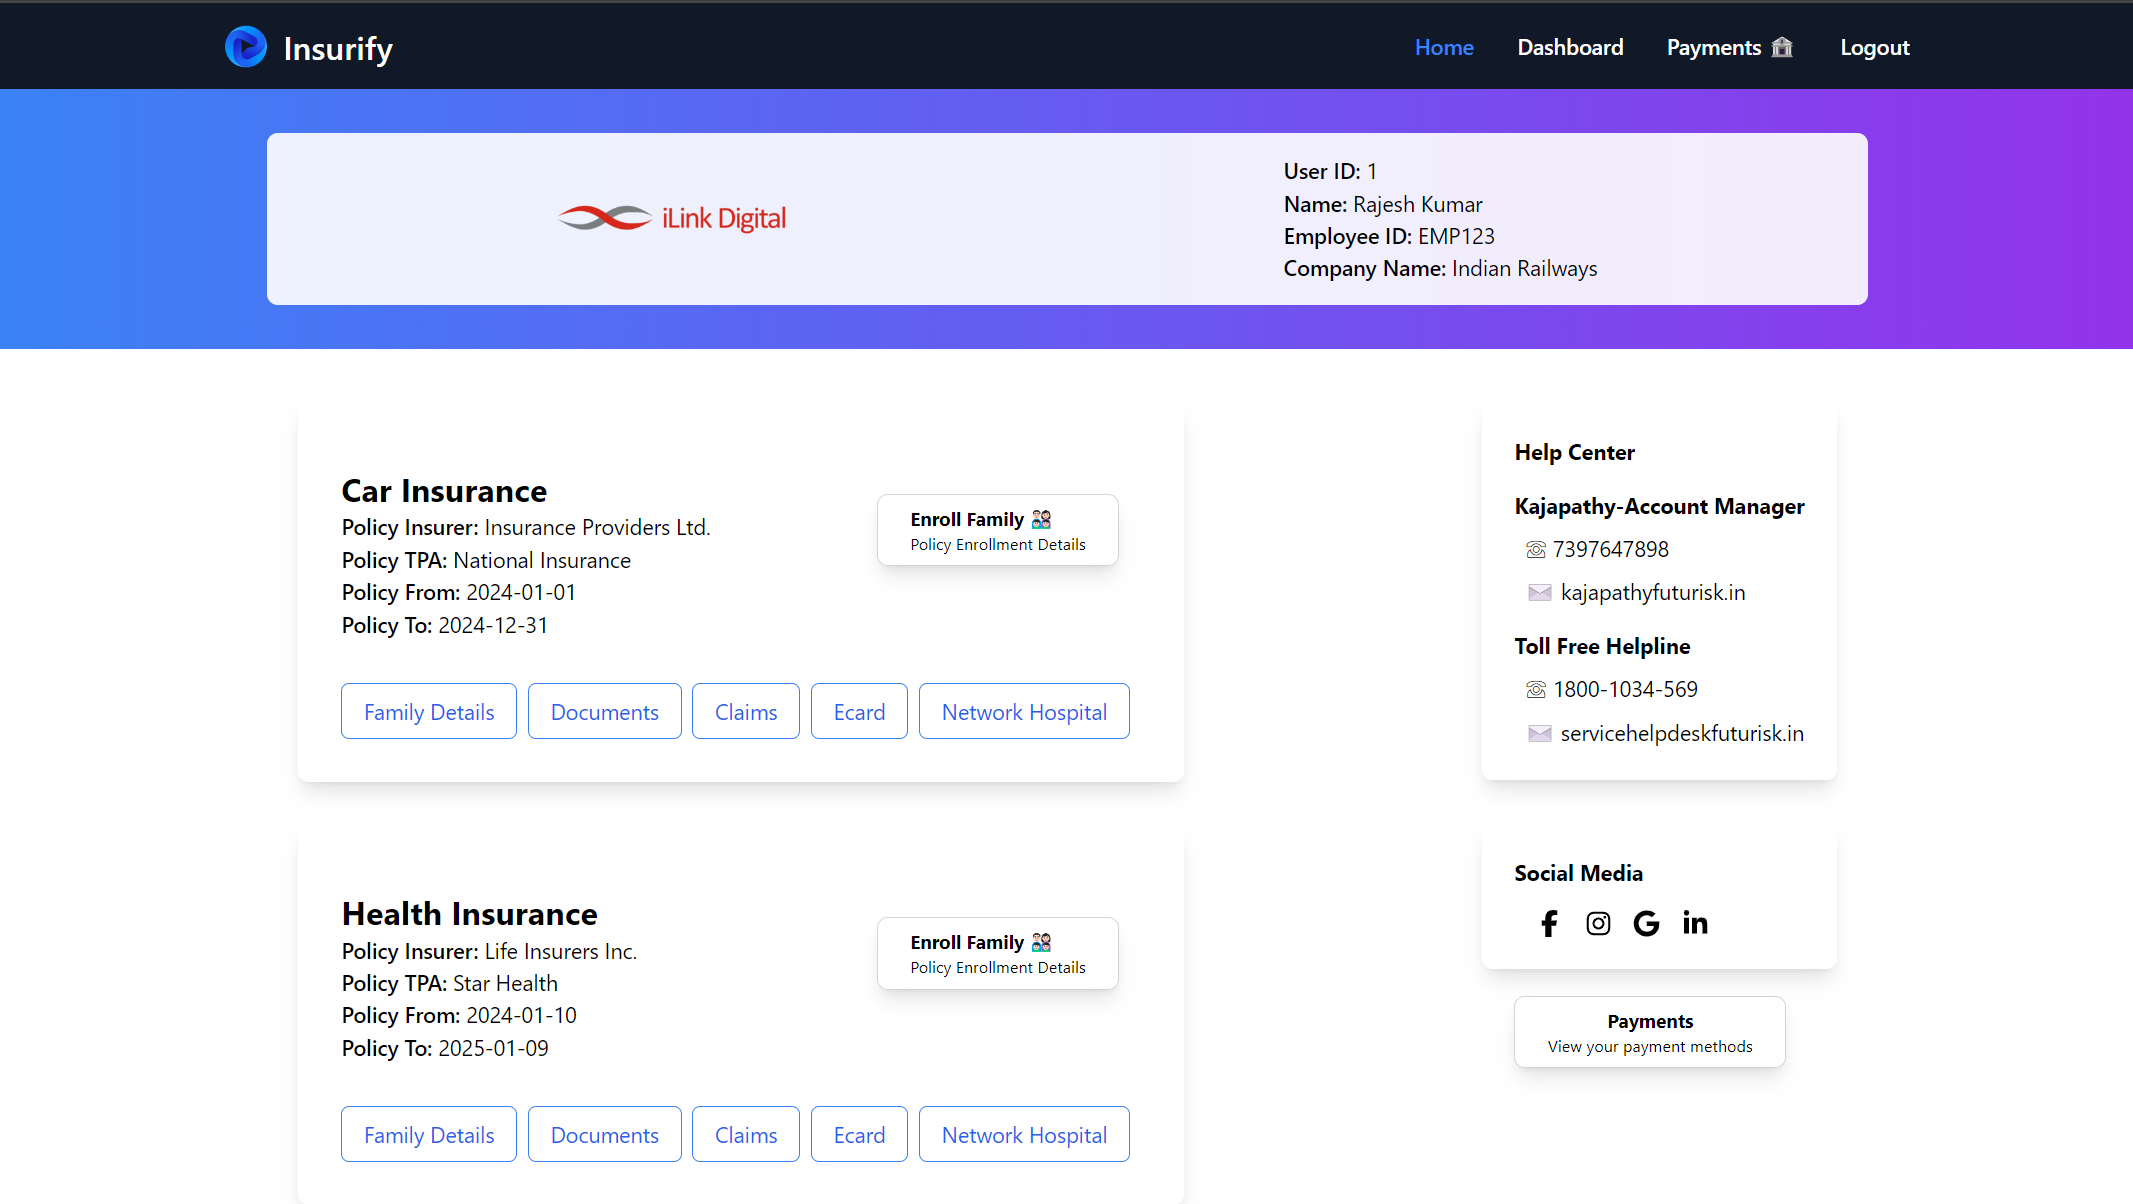 Insurify
Home Dashboard Payments Logout
iLink Digital
User ID: 1
Name: Rajesh Kumar
Employee ID: EMP123
Company Name: Indian Railways
Car Insurance
Policy Insurer: Insurance Providers Ltd.
Policy TPA: National Insurance
Policy From: 2024-01-01
Policy To: 2024-12-31
Enroll Family
Policy Enrollment Details
Family Details Documents Claims Ecard Network Hospital
Health Insurance
Policy Insurer: Life Insurers Inc.
Policy TPA: Star Health
Policy From: 2024-01-10
Policy To: 2025-01-09
Enroll Family
Policy Enrollment Details
Family Details Documents Claims Ecard Network Hospital
Help Center
Kajapathy-Account Manager
7397647898
kajapathyfuturisk.in
Toll Free Helpline
1800-1034-569
servicehelpdeskfuturisk.in
Social Media
Payments
View your payment methods